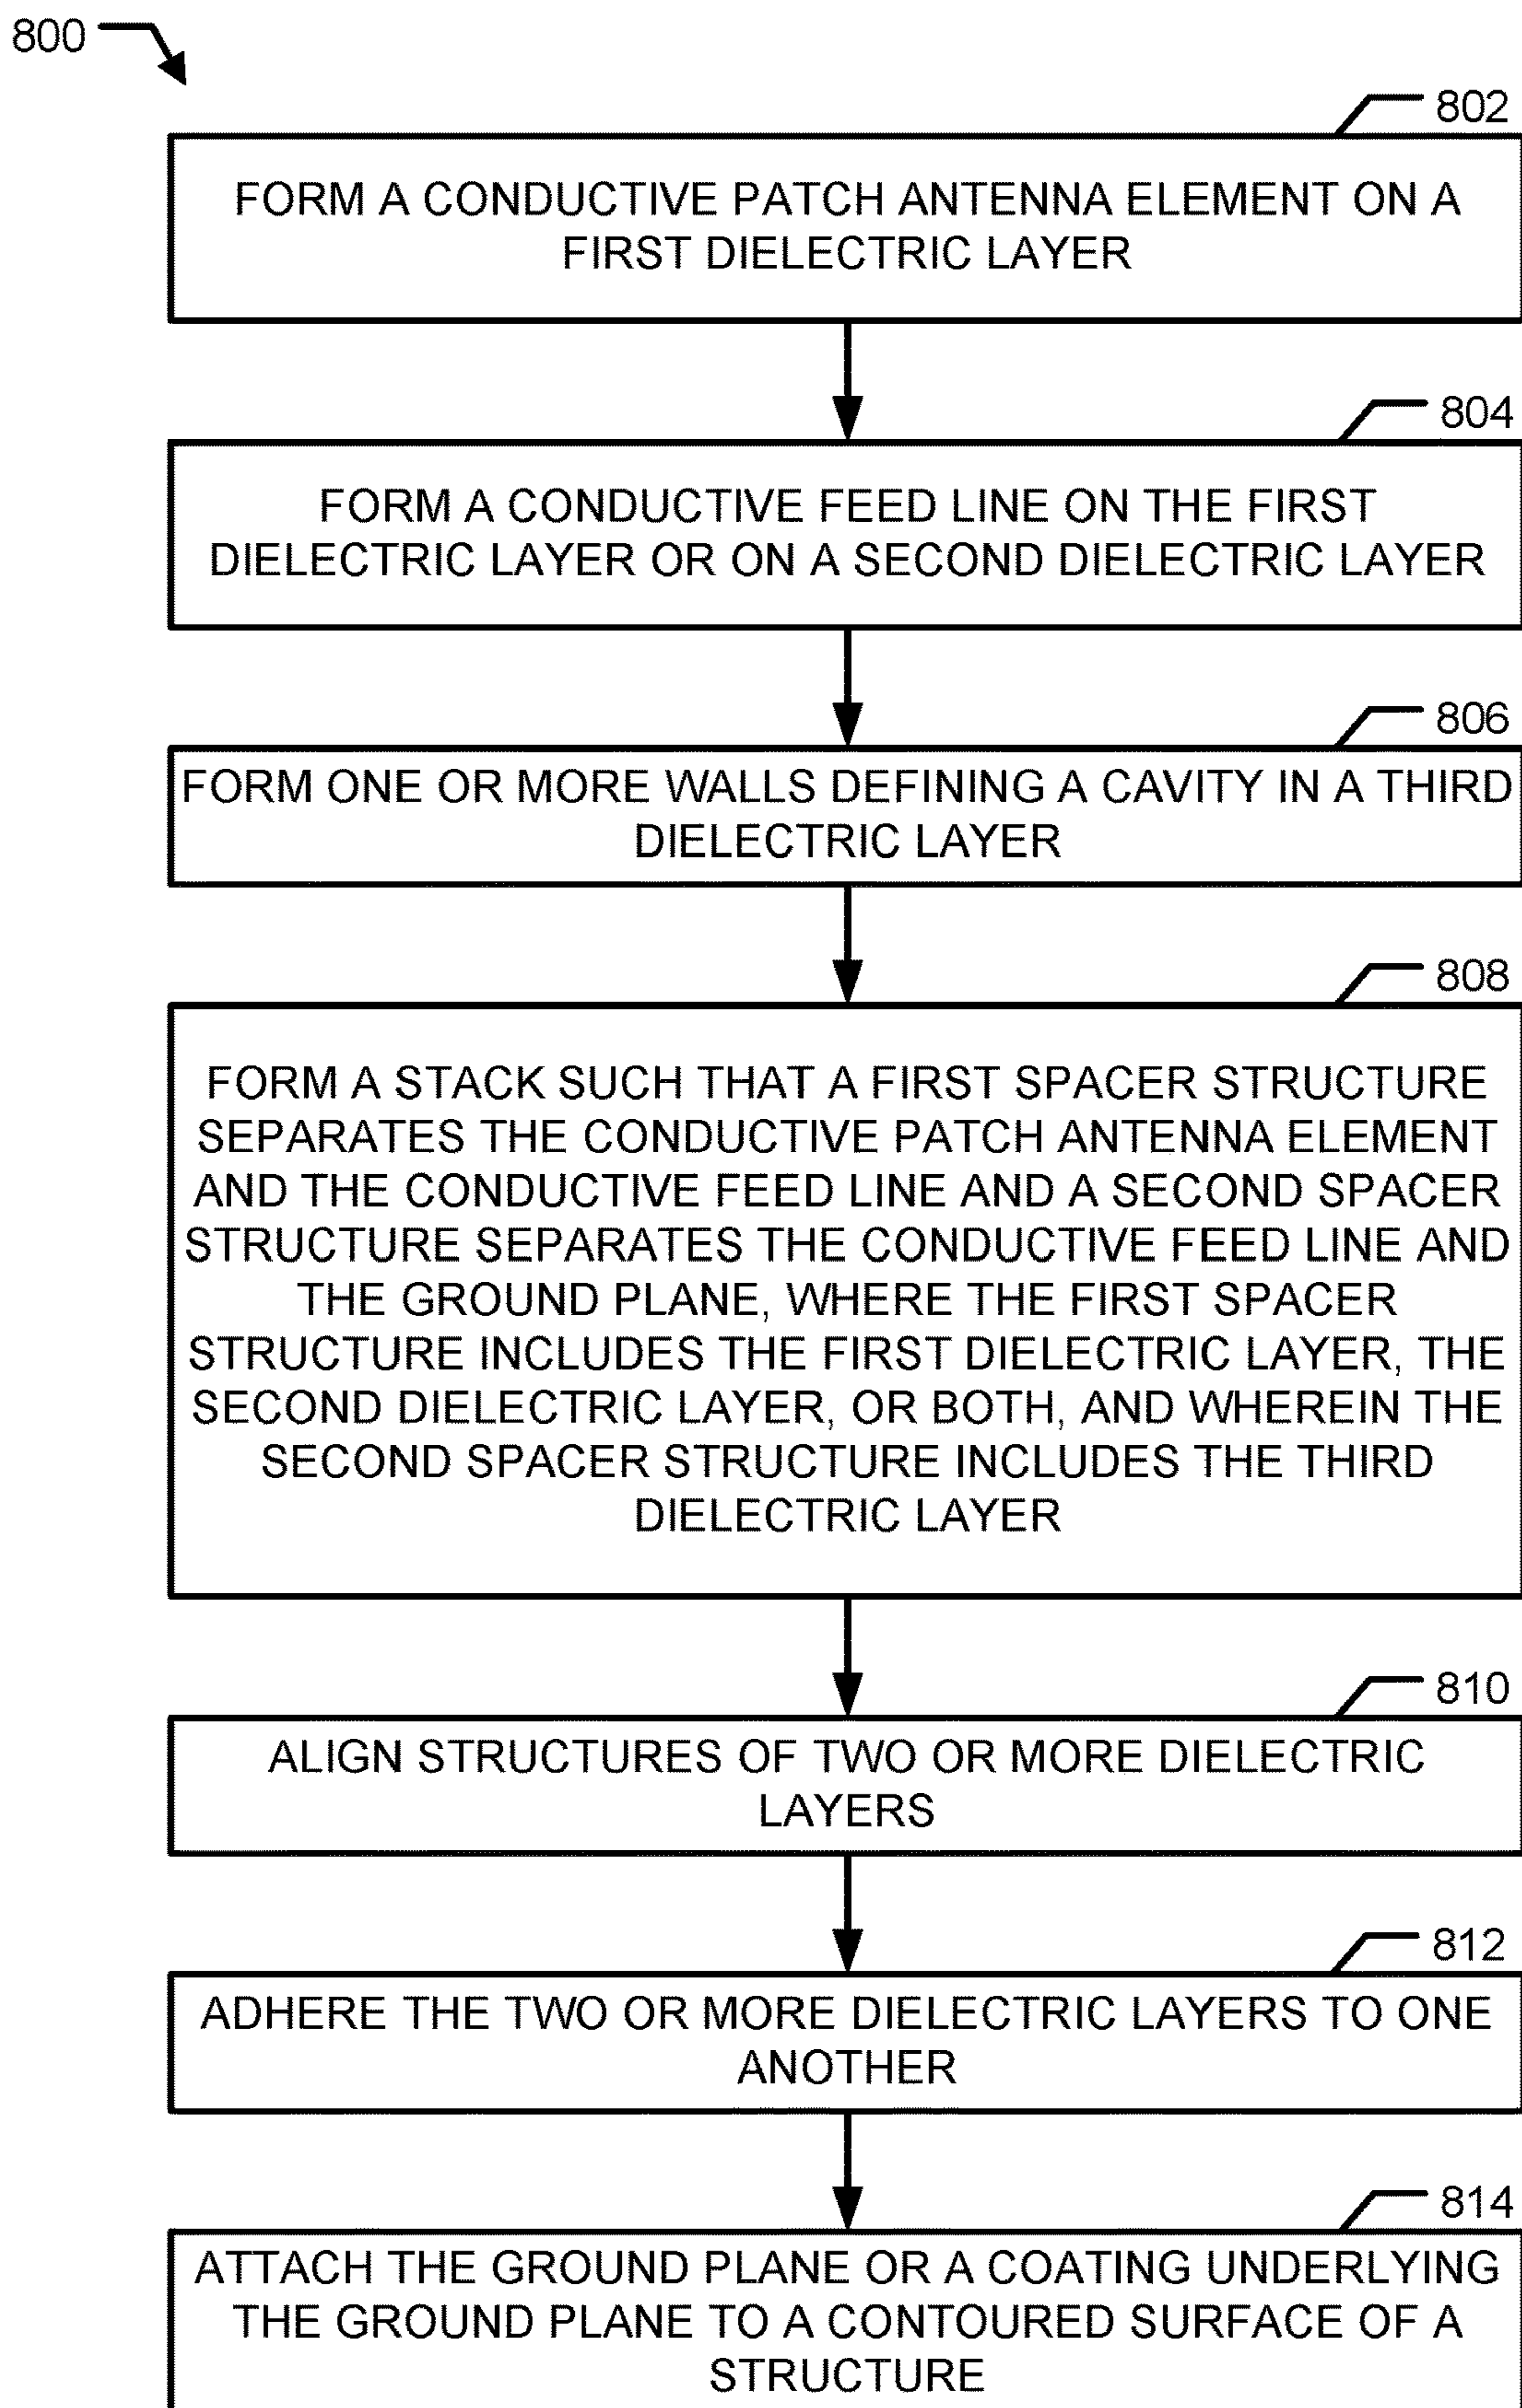 800
802
FORM A CONDUCTIVE PATCH ANTENNA ELEMENT ON A
FIRST DIELECTRIC LAYER
804
FORM A CONDUCTIVE FEED LINE ON THE FIRST
DIELECTRIC LAYER OR ON A SECOND DIELECTRIC LAYER
806
FORM ONE OR MORE WALLS DEFINING A CAVITY IN A THIRD
DIELECTRIC LAYER
808
FORM A STACK SUCH THAT A FIRST SPACER STRUCTURE
SEPARATES THE CONDUCTIVE PATCH ANTENNA ELEMENT
AND THE CONDUCTIVE FEED LINE AND A SECOND SPACER
STRUCTURE SEPARATES THE CONDUCTIVE FEED LINE AND
THE GROUND PLANE, WHERE THE FIRST SPACER
STRUCTURE INCLUDES THE FIRST DIELECTRIC LAYER, THE
SECOND DIELECTRIC LAYER, OR BOTH, AND WHEREIN THE
SECOND SPACER STRUCTURE INCLUDES THE THIRD
DIELECTRIC LAYER
810
ALIGN STRUCTURES OF TWO OR MORE DIELECTRIC
LAYERS
812
ADHERE THE TWO OR MORE DIELECTRIC LAYERS TO ONE
ANOTHER
814
ATTACH THE GROUND PLANE OR A COATING UNDERLYING
THE GROUND PLANE TO A CONTOURED SURFACE OF A
STRUCTURE